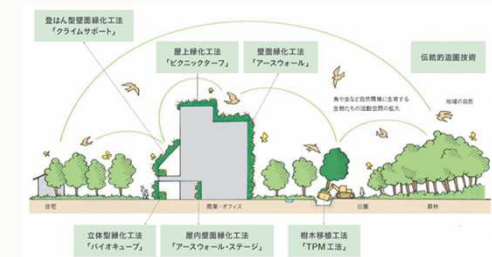 登はん型壁面緑化工法
「クライムサポート」
屋上緑化工法
「ピクニックターフ」
壁面緑化工法
「アースウォール」
伝統的造園技術
鳥や虫など自然環境に生育する
生物たちの活動空間の拡大
地域の自然
住宅
商業・オフィス
公園
森林
立体型緑化工法
「バイオキューブ」
屋内壁面緑化工法
「アースウォール・ステージ」
樹木移植工法
「TPM工法」